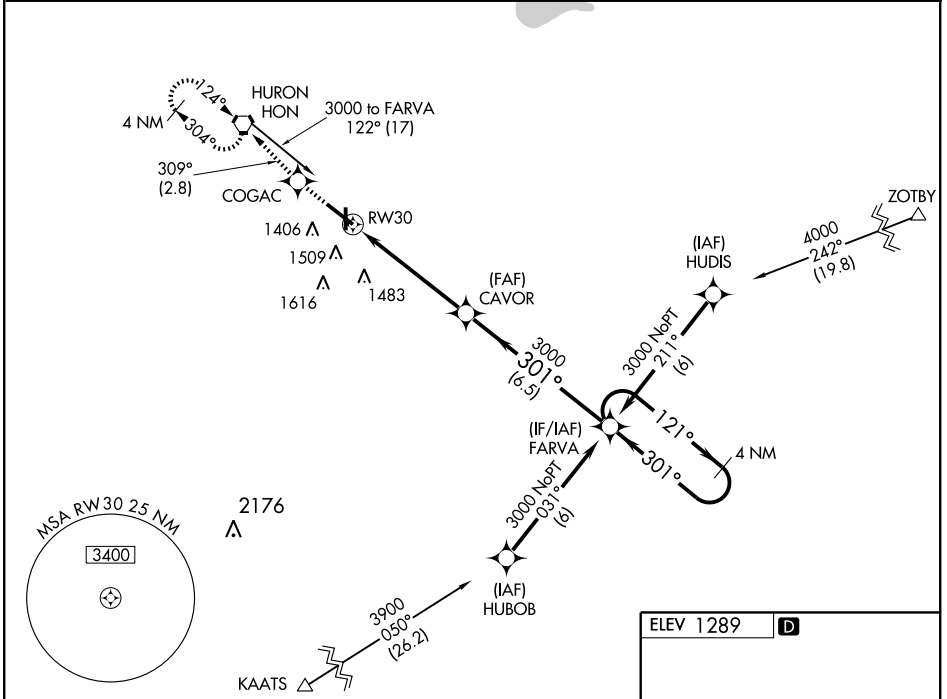 HURON
HON
3000 to FARVA
122° (17)
124°
4 NM
304°
309°
(2.8)
COGAC
RW30
1406
1509
1616
1483
ZOTBY
4000
242°
(19.8)
(IAF)
HUDIS
(FAF)
CAVOR
3000 NoPT
211°
(6)
3000
301°
(6.5)
(IF/IAF)
FARVA
121°
301°
4 NM
3000 NoPT
031°
(6)
(IAF)
HUBOB
MSA RW30 25 NM
3400
2176
3900
050°
(26.2)
KAATS
ELEV 1289 D